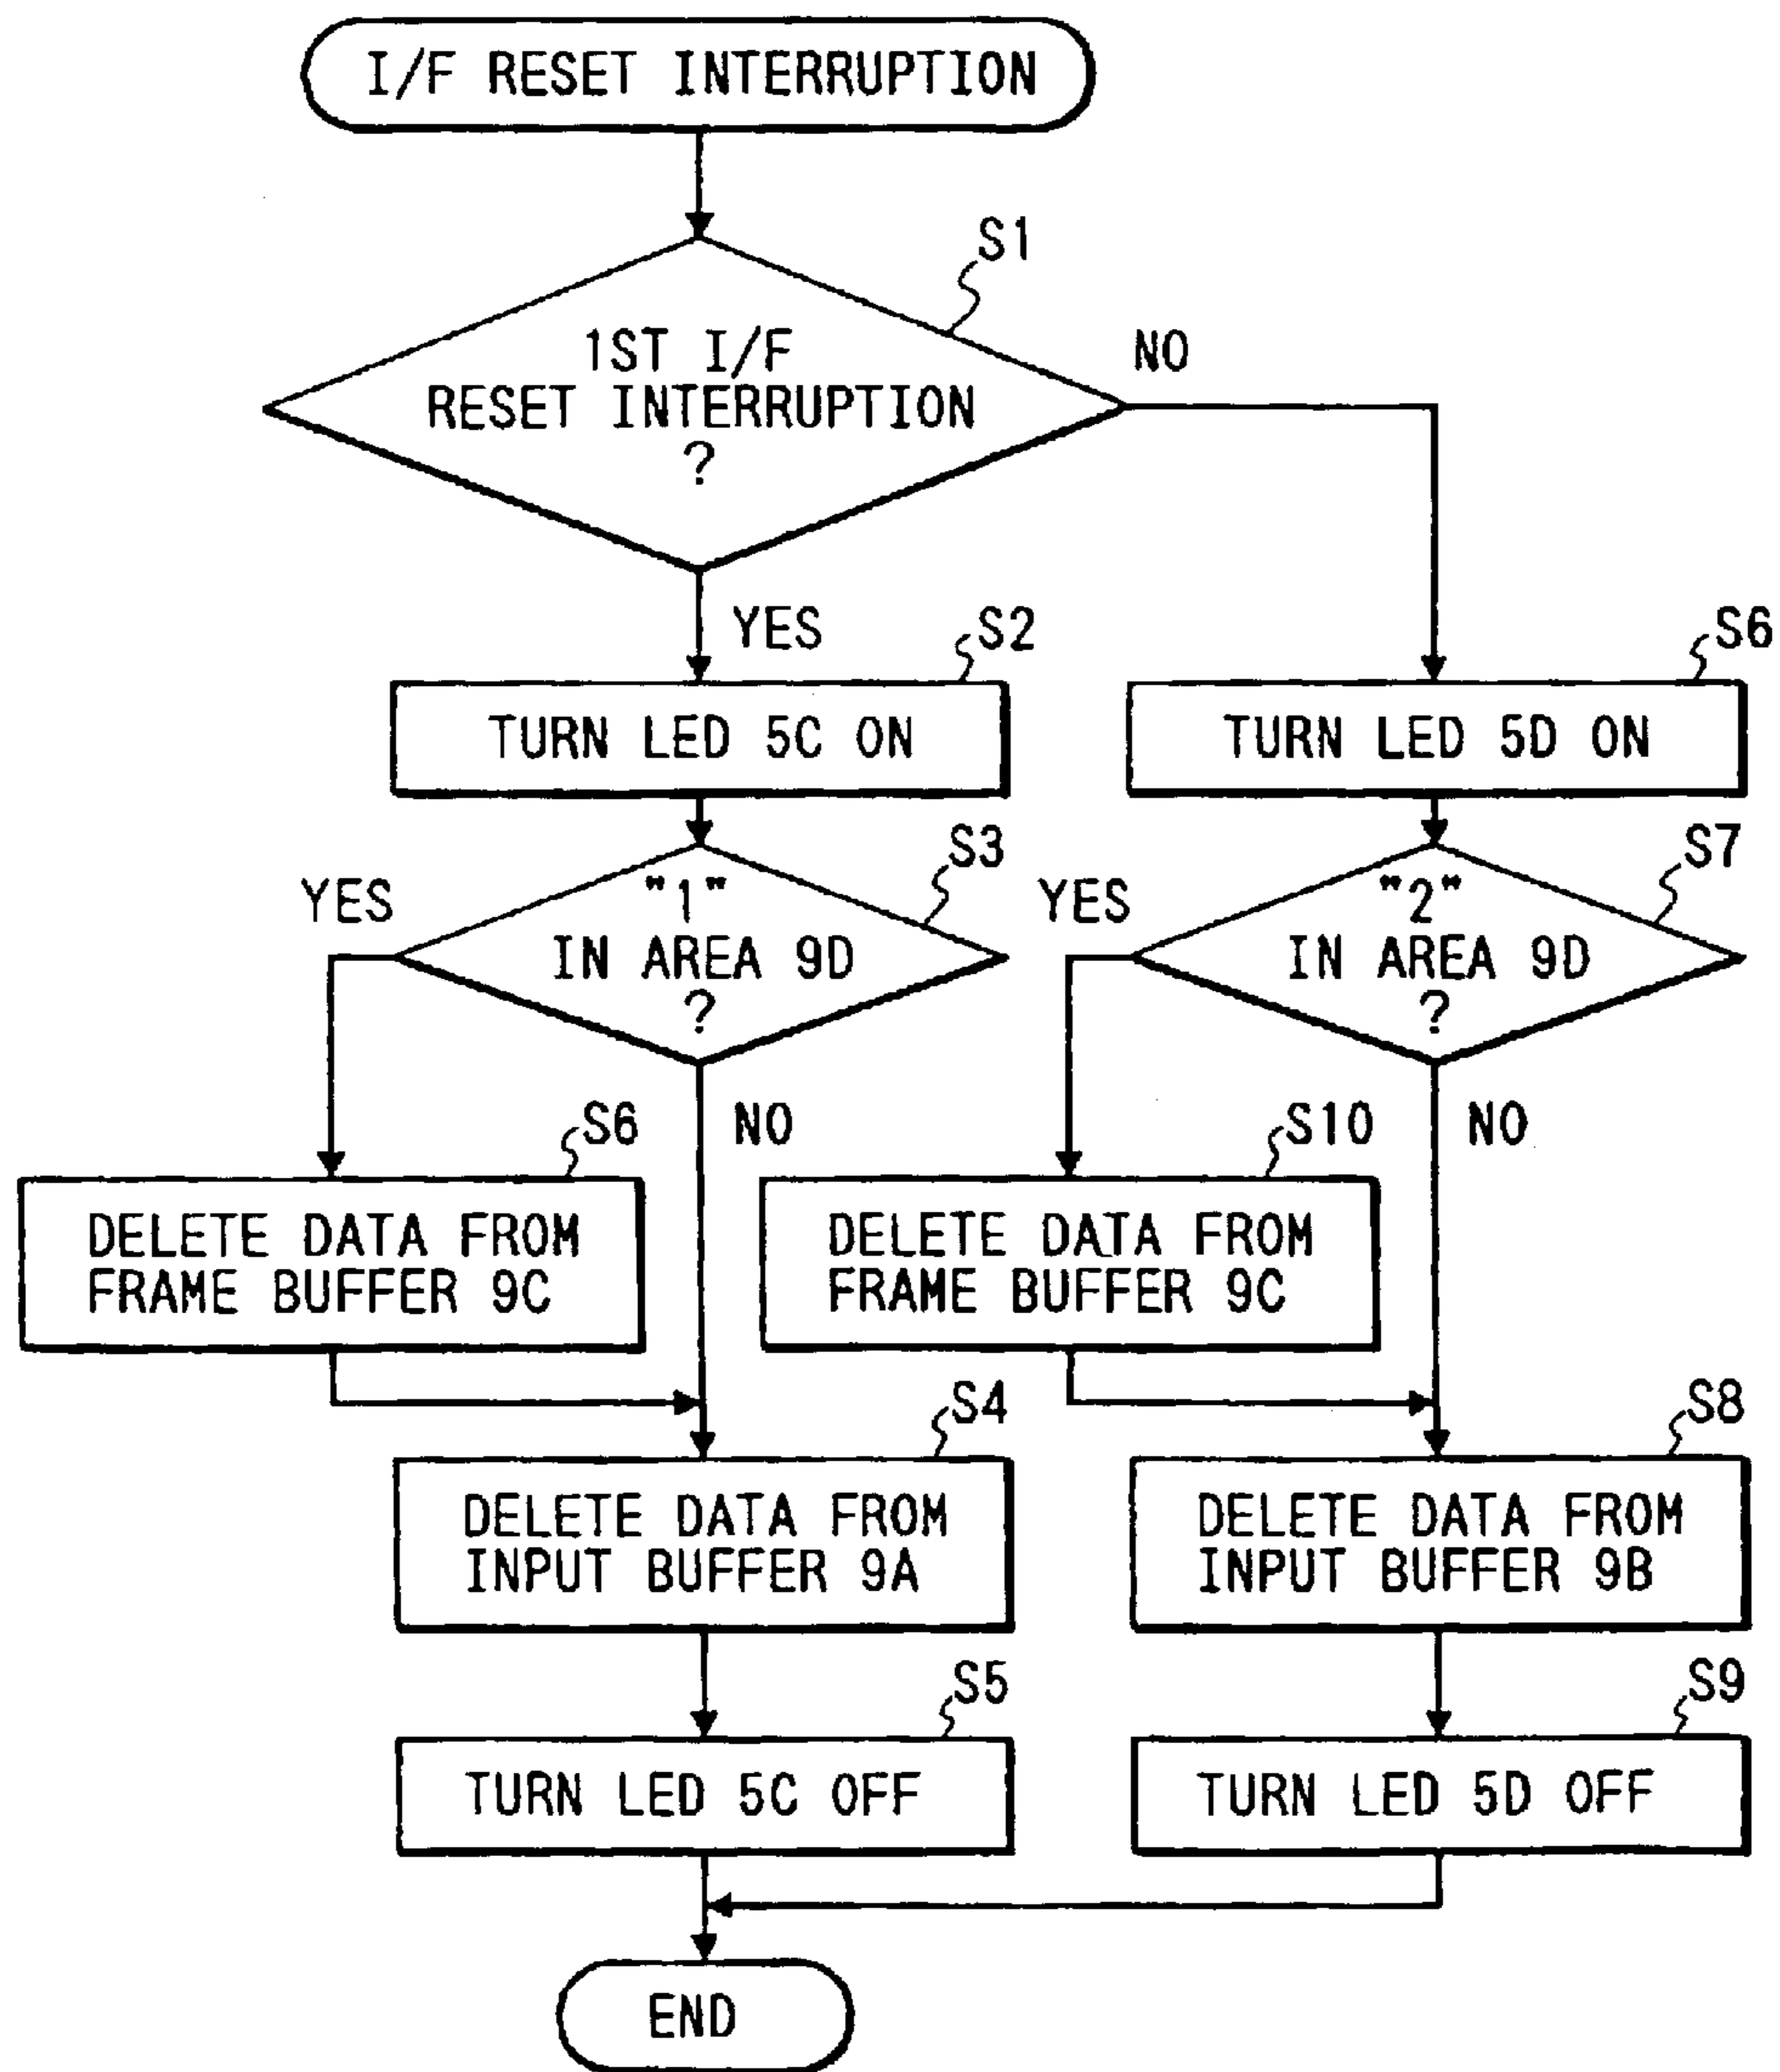 I/F RESET INTERRUPTION
S1
1ST I/F
RESET INTERRUPTION
?
NO
YES
S2
TURN LED 5C ON
S6
TURN LED 5D ON
S3
YES
"1"
IN AREA 9D
?
NO
S7
YES
"2"
IN AREA 9D
?
NO
S6
DELETE DATA FROM
FRAME BUFFER 9C
S10
DELETE DATA FROM
FRAME BUFFER 9C
S4
DELETE DATA FROM
INPUT BUFFER 9A
S8
DELETE DATA FROM
INPUT BUFFER 9B
S5
TURN LED 5C OFF
S9
TURN LED 5D OFF
END